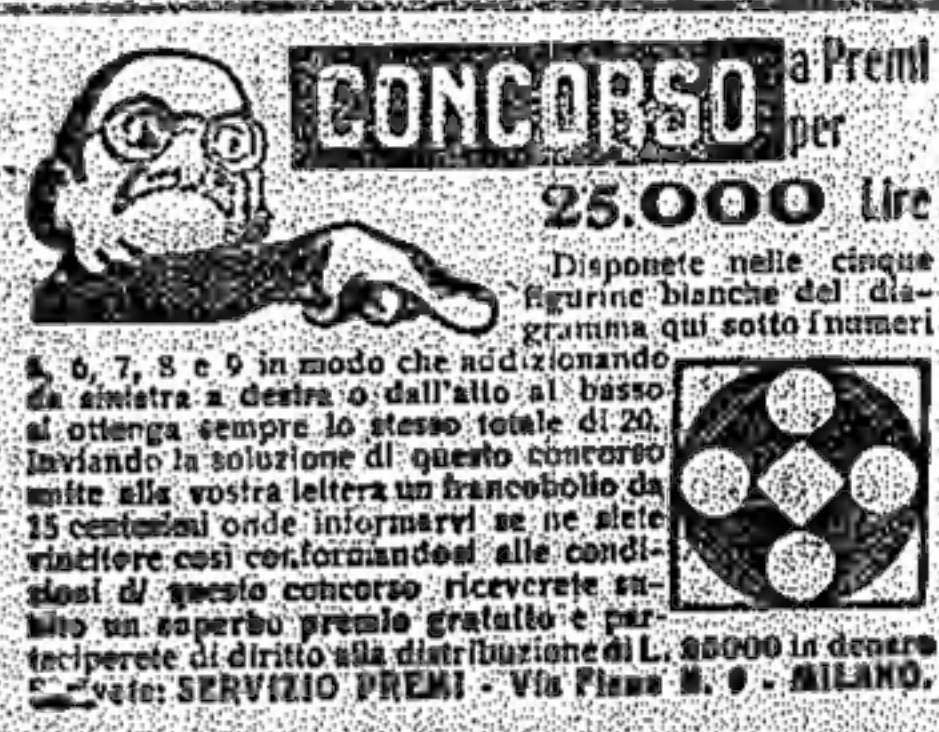 CONCORSO a Premi
per
25.000 Lire
Disponete nelle cinque
figurine bianche del dia-
gramma qui sotto i numeri
6, 7, 8 e 9 in modo che addizionando
da sinistra a destra o dall'alto al basso
si ottenga sempre lo stesso totale di 20.
Inviando la soluzione di questo concorso
unite alla vostra lettera un francobollo da
15 centesimi onde informarvi se ne siete
vincitore così conformandosi alle condi-
zioni di questo concorso riceverete su-
bito un superbo premio gratuito e par-
teciperete di diritto alla distribuzione di L. 25000 in denaro
SERVIZIO PREMI - Via N. - MILANO.